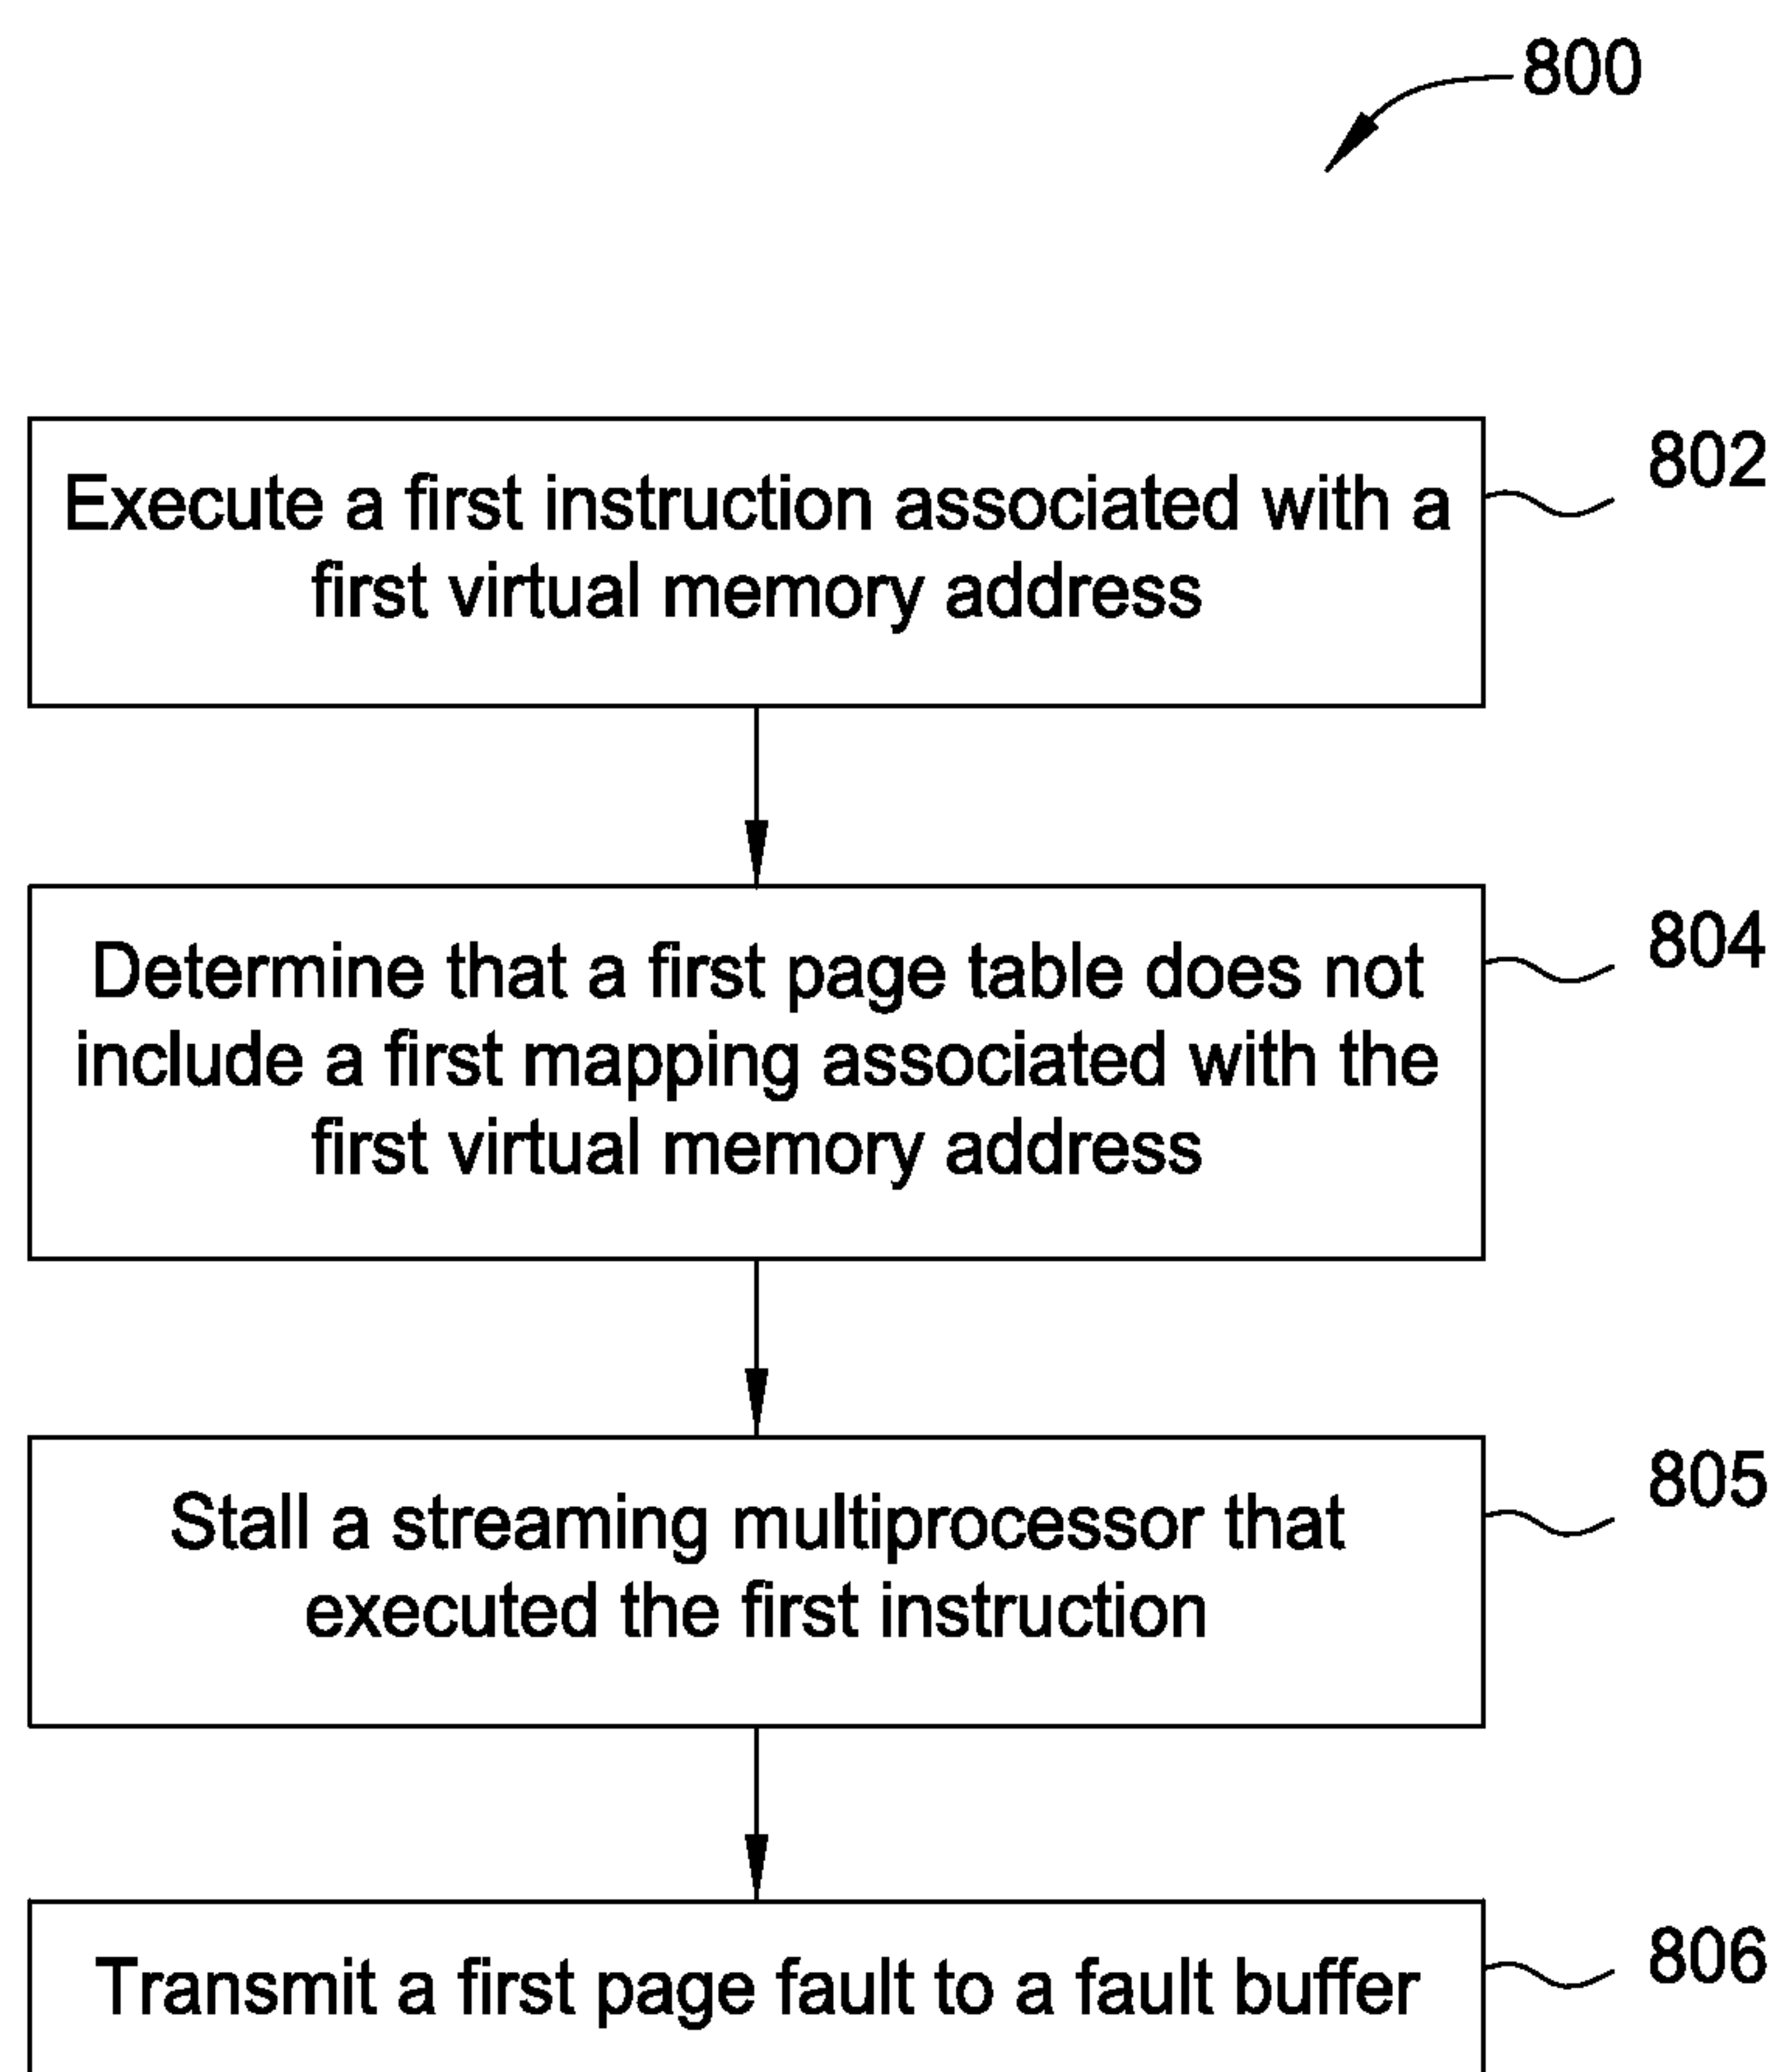 800
Execute a first instruction associated with a
first virtual memory address
802
Determine that a first page table does not
include a first mapping associated with the
first virtual memory address
804
Stall a streaming multiprocessor that
executed the first instruction
805
Transmit a first page fault to a fault buffer
806